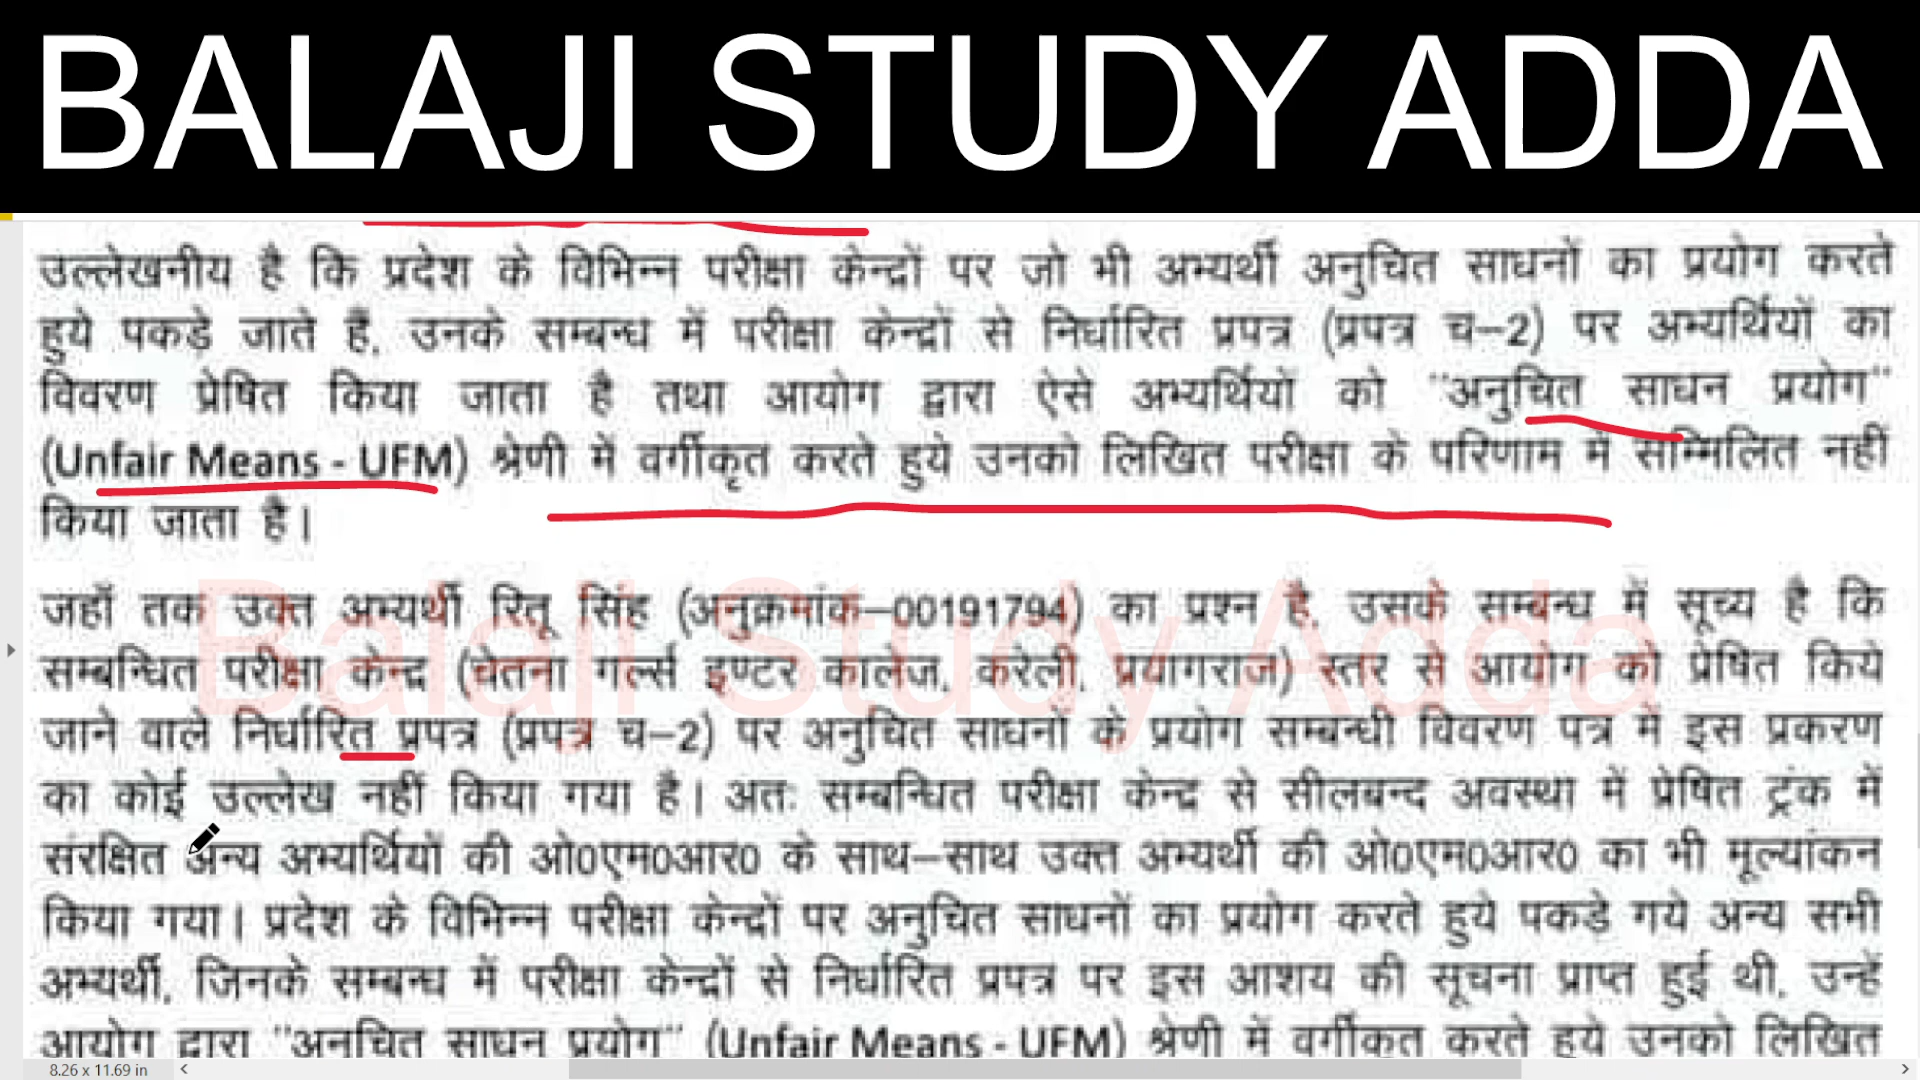 BALAJI STUDY ADDA
उल्लेखनीय है कि प्रदेश के विभिन्न परीक्षा केन्द्रों पर जो भी अभ्यर्थी अनुचित साधनों का प्रयोग करते
हुये पकड़े जाते हैं, उनके सम्बन्ध में परीक्षा केन्द्रों से निर्धारित प्रपत्र (प्रपत्र च–2) पर अभ्यर्थियों का
विवरण प्रेषित किया जाता है तथा आयोग द्वारा ऐसे अभ्यर्थियों को "अनुचित साधन प्रयोग"
(Unfair Means - UFM) श्रेणी में वर्गीकृत करते हुये उनको लिखित परीक्षा के परिणाम में सम्मिलित नहीं
किया जाता है।
जहाँ तक उक्त अभ्यर्थी रितू सिंह (अनुक्रमांक–00191794) का प्रश्न है, उसके सम्बन्ध में सूच्य है कि
सम्बन्धित परीक्षा केन्द्र (चेतना गर्ल्स इण्टर कालेज, करेली, प्रयागराज) स्तर से आयोग को प्रेषित किये
जाने वाले निर्धारित प्रपत्र (प्रपत्र च–2) पर अनुचित साधनों के प्रयोग सम्बन्धी विवरण पत्र में इस प्रकरण
का कोई उल्लेख नहीं किया गया है। अतः सम्बन्धित परीक्षा केन्द्र से सीलबन्द अवस्था में प्रेषित ट्रंक में
संरक्षित अन्य अभ्यर्थियों की ओ0एम0आर0 के साथ–साथ उक्त अभ्यर्थी की ओ0एम0आर0 का भी मूल्यांकन
किया गया। प्रदेश के विभिन्न परीक्षा केन्द्रों पर अनुचित साधनों का प्रयोग करते हुये पकड़े गये अन्य सभी
अभ्यर्थी, जिनके सम्बन्ध में परीक्षा केन्द्रों से निर्धारित प्रपत्र पर इस आशय की सूचना प्राप्त हुई थी, उन्हें
आयोग द्वारा "अनुचित साधन प्रयोग" (Unfair Means - UFM) श्रेणी में वर्गीकृत करते हुये उनको लिखित
Balaji Study Adda
8.26 x 11.69 in